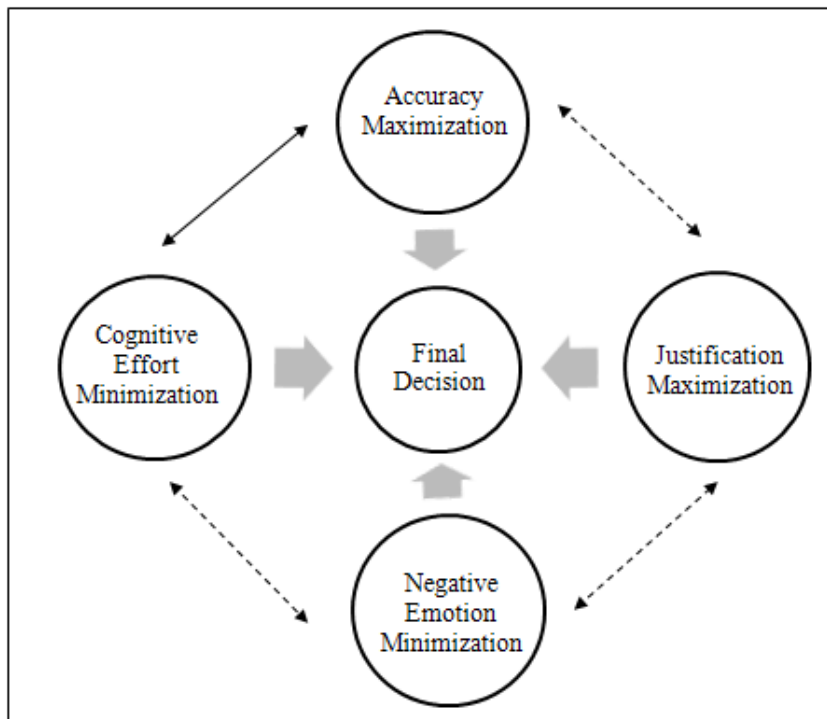 Accuracy
Maximization
Cognitive
Effort
Minimization
Final
Decision
Justification
Maximization
Negative
Emotion
Minimization